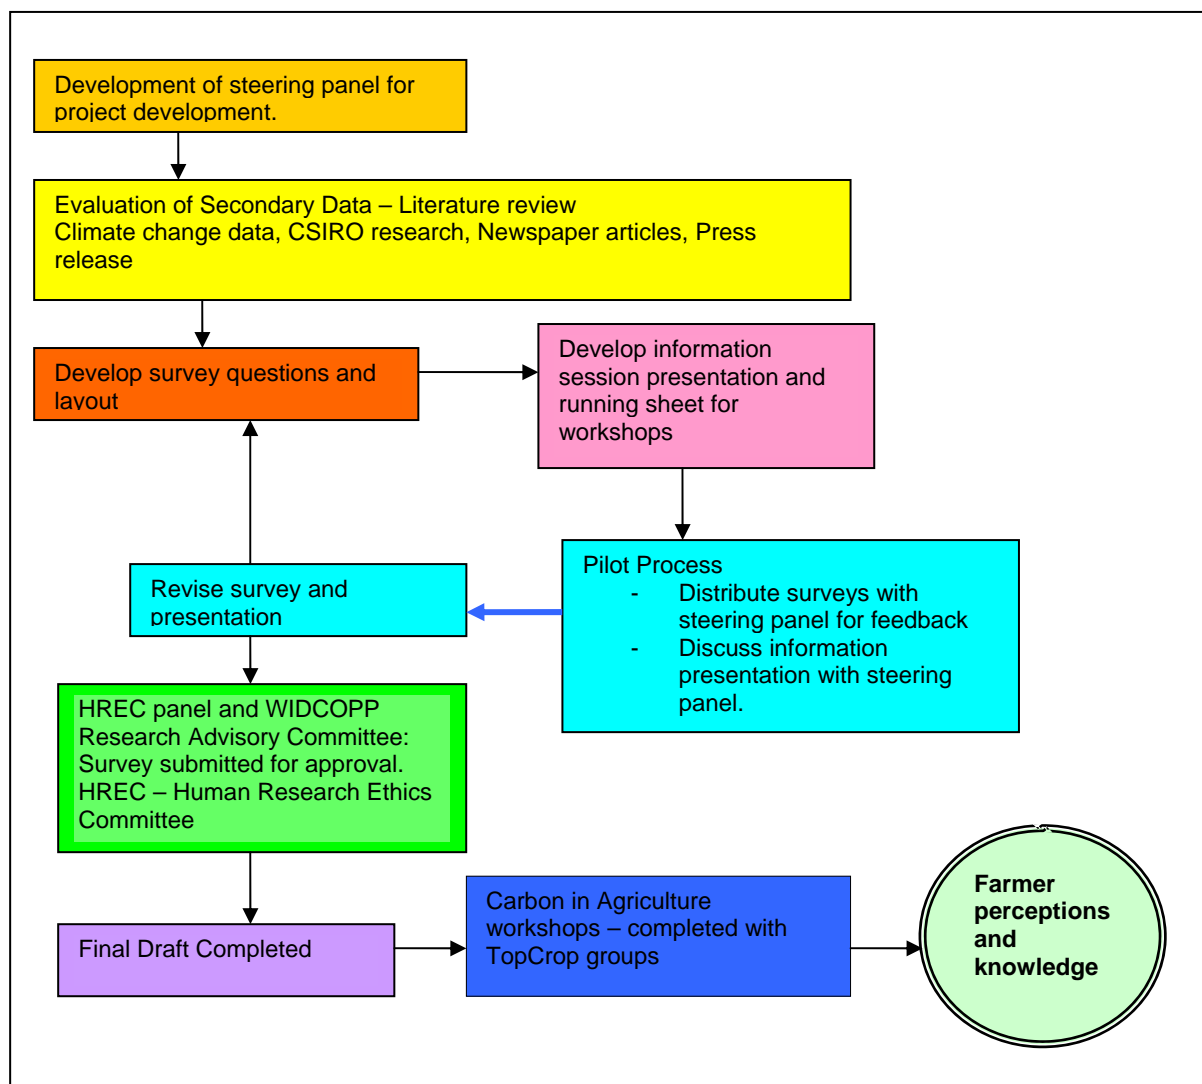 Development of steering panel for
project development.
Evaluation of Secondary Data – Literature review
Climate change data, CSIRO research, Newspaper articles, Press
release
Develop survey questions and
layout
Develop information
session presentation and
running sheet for
workshops
Pilot Process
- Distribute surveys with
steering panel for feedback
- Discuss information
presentation with steering
panel.
Revise survey and
presentation
HREC panel and WIDCOPP
Research Advisory Committee:
Survey submitted for approval.
HREC – Human Research Ethics
Committee
Final Draft Completed
Carbon in Agriculture
workshops – completed with
TopCrop groups
Farmer
perceptions
and
knowledge